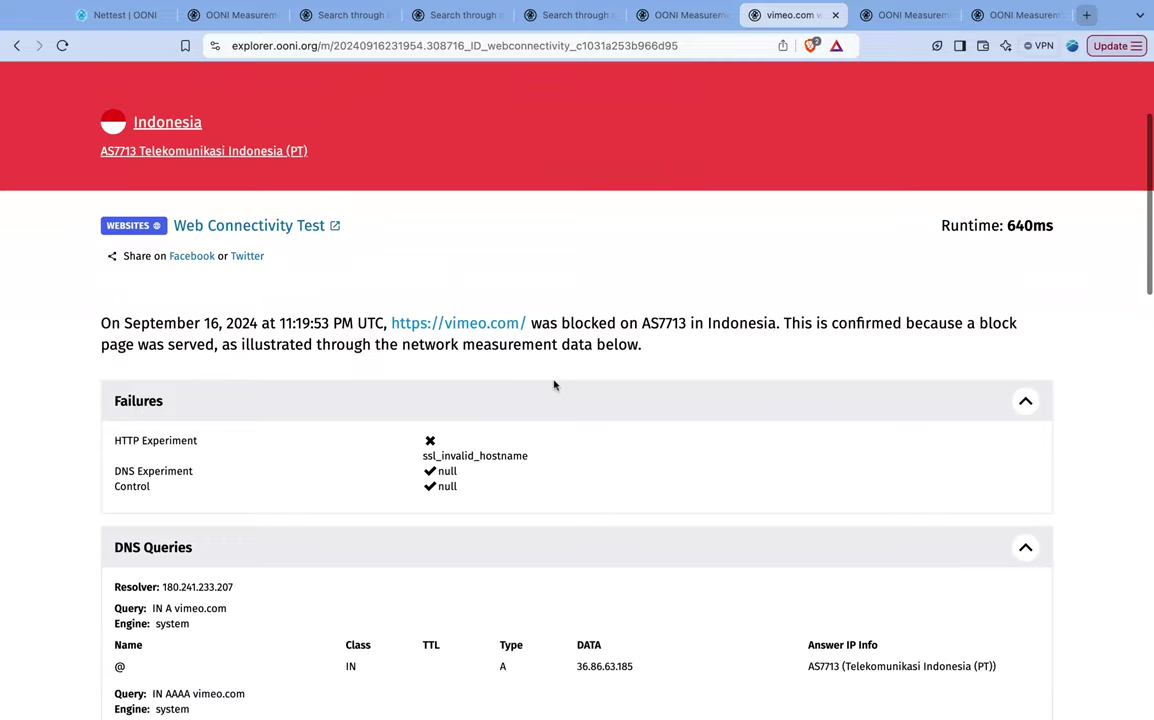 Nettest | OONI
OONI Measurem
Search through
Search through
Search through
OONI Measurem
vimeo.com w
OONI Measurem
OONI Measurem
explorer.ooni.org/m/20240916231954.308716_ID_webconnectivity_c1031a253b966d95
2
VPN
Update
Indonesia
AS7713 Telekomunikasi Indonesia (PT)
WEBSITES
Web Connectivity Test
Runtime: 640ms
Share on Facebook or Twitter
On September 16, 2024 at 11:19:53 PM UTC, https://vimeo.com/ was blocked on AS7713 in Indonesia. This is confirmed because a block
page was served, as illustrated through the network measurement data below.
Failures
HTTP Experiment
ssl_invalid_hostname
DNS Experiment null
Control null
DNS Queries
Resolver: 180.241.233.207
Query: IN A vimeo.com
Engine: system
Name Class TTL Type DATA Answer IP Info
@ IN A 36.86.63.185 AS7713 (Telekomunikasi Indonesia (PT))
Query: IN AAAA vimeo.com
Engine: system